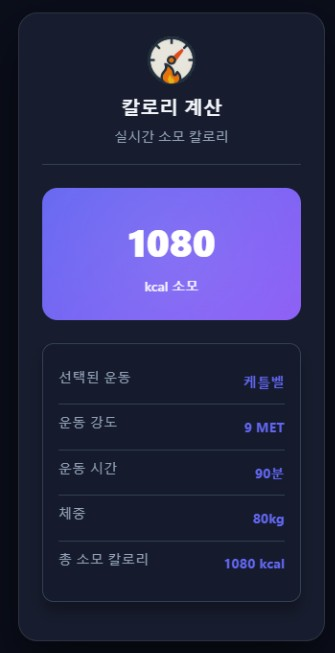 칼로리 계산
실시간 소모 칼로리
1080
kcal 소모
선택된 운동 케틀벨
운동 강도 9 MET
운동 시간 90분
체중 80kg
총 소모 칼로리 1080 kcal